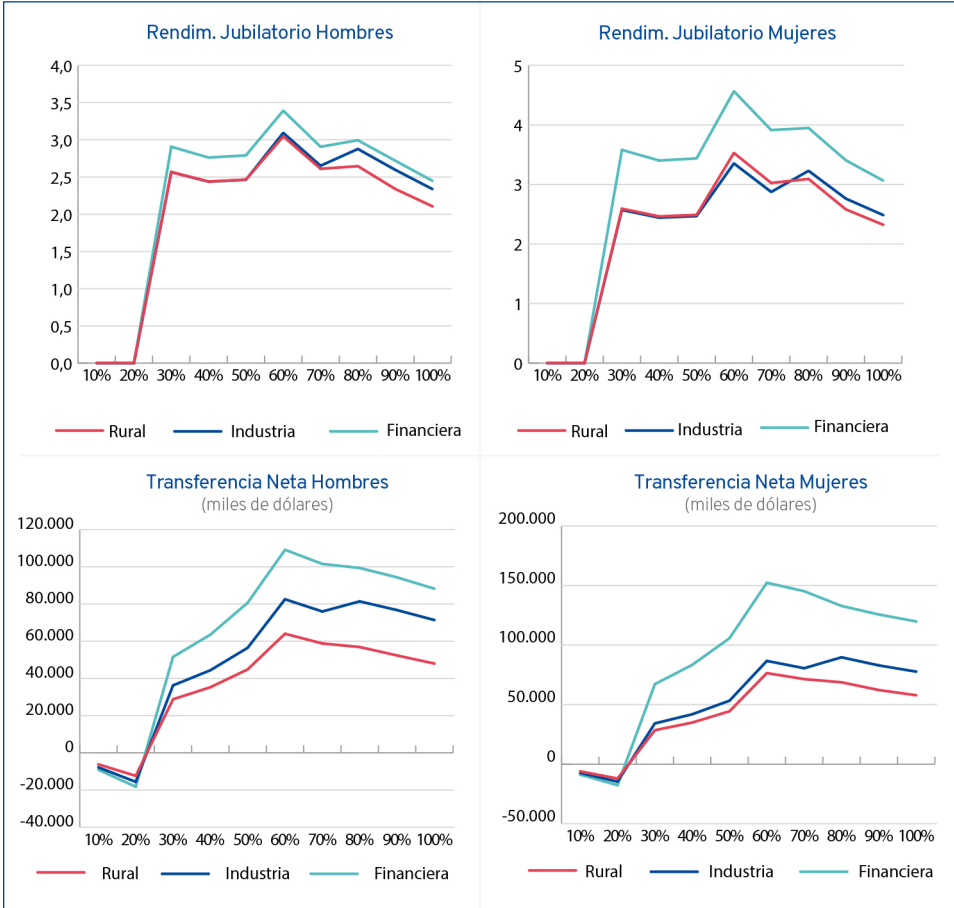 Rendim. Jubilatorio Hombres
4,0
3,5
3,0
2,5
2,0
1,5
1,0
0,5
0,0
10% 20% 30% 40% 50% 60% 70% 80% 90% 100%
Rural Industria Financiera
Rendim. Jubilatorio Mujeres
5
4
3
2
1
0
10% 20% 30% 40% 50% 60% 70% 80% 90% 100%
Rural Industria Financiera
Transferencia Neta Hombres
(miles de dólares)
120.000
100.000
80.000
60.000
40.000
20.000
0
-20.000
-40.000
10% 20% 30% 40% 50% 60% 70% 80% 90% 100%
Rural Industria Financiera
Transferencia Neta Mujeres
(miles de dólares)
200.000
150.000
100.000
50.000
0
-50.000
10% 20% 30% 40% 50% 60% 70% 80% 90% 100%
Rural Industria Financiera